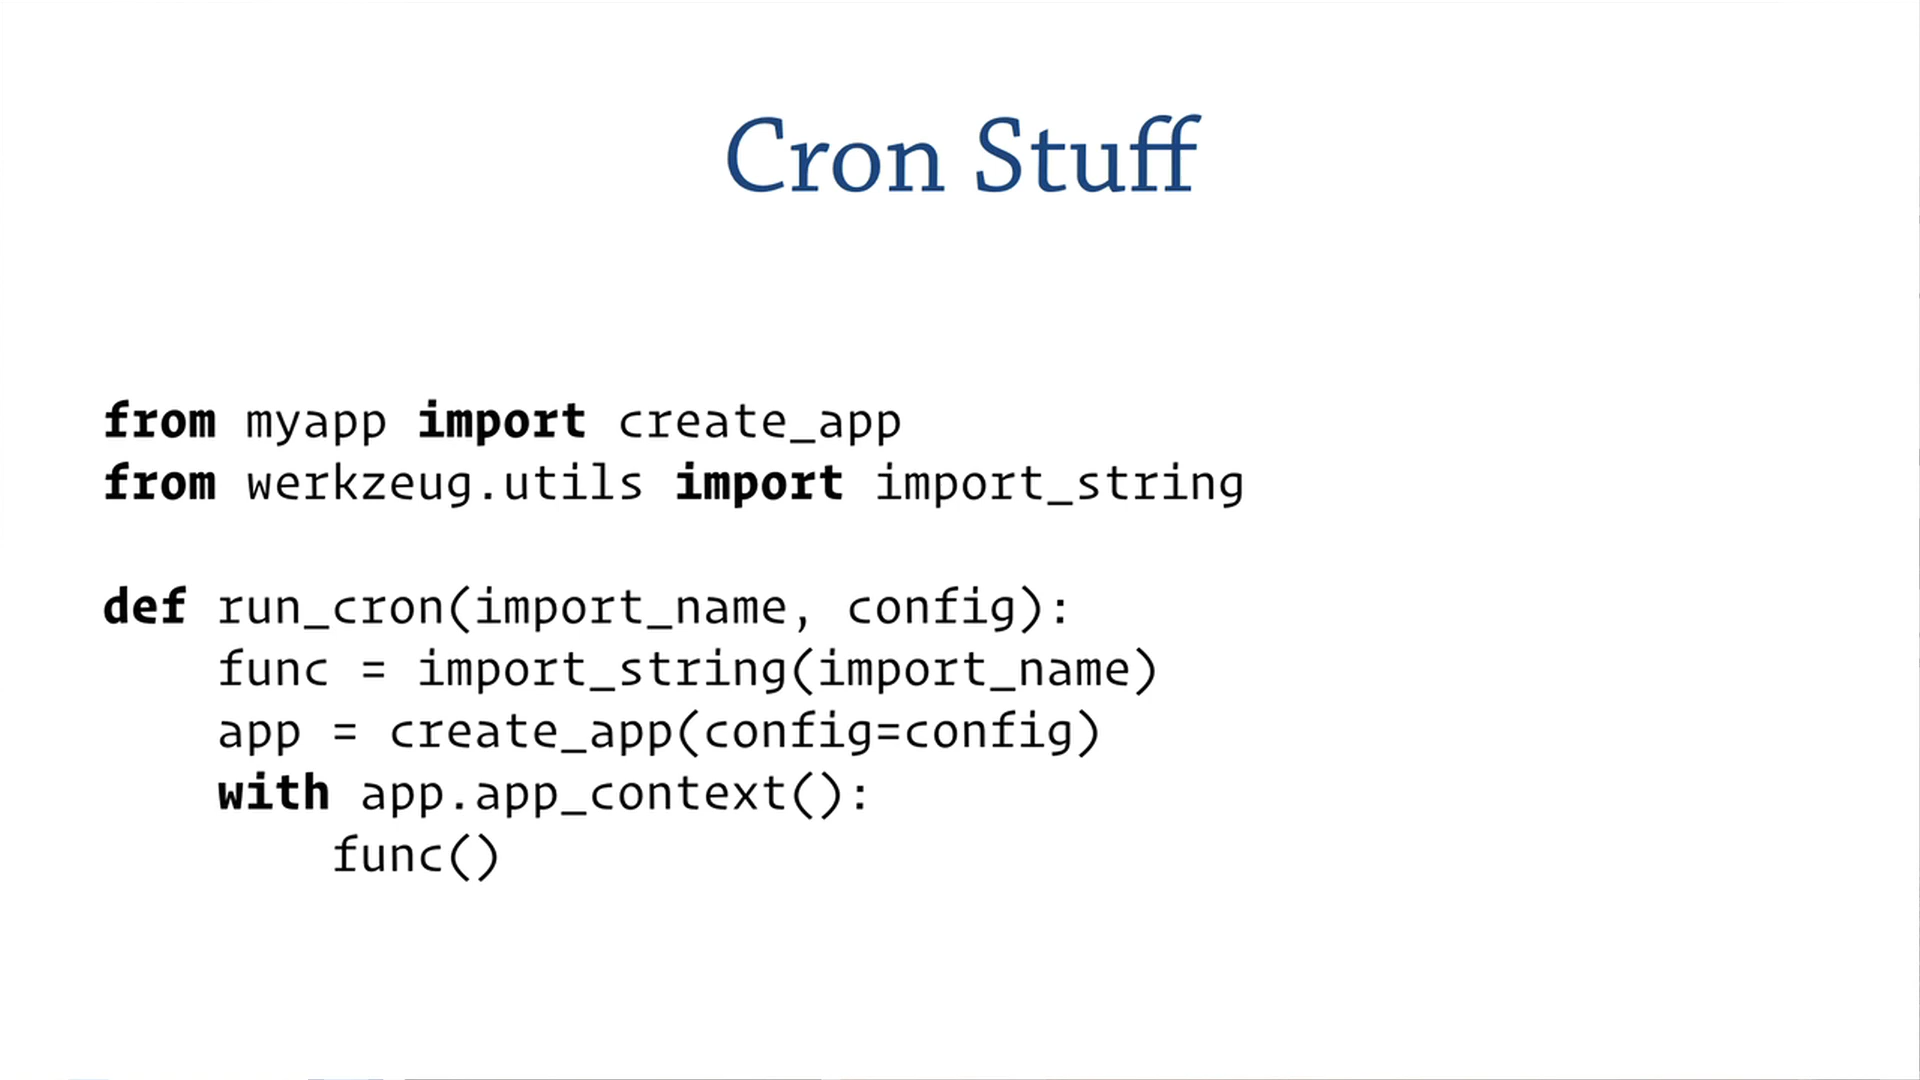 Cron Stuff
from myapp import create_app
from werkzeug.utils import import_string
def run_cron(import_name, config):
    func = import_string(import_name)
    app = create_app(config=config)
    with app.app_context():
        func()